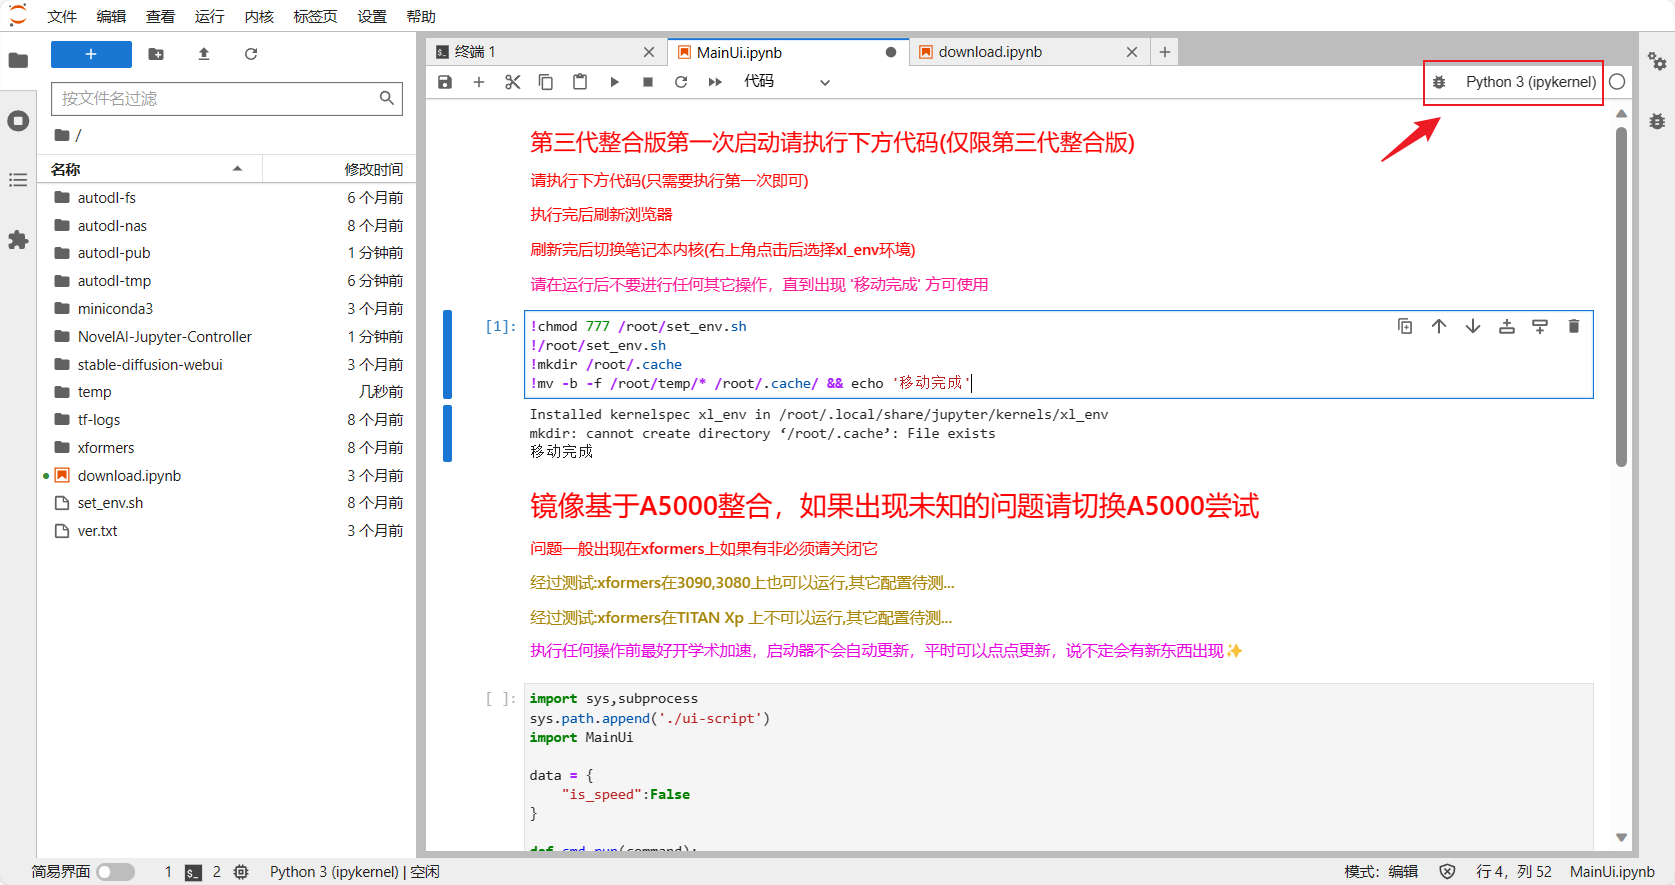 文件 编辑 查看 运行 内核 标签页 设置 帮助
终端 1
MainUi.ipynb
download.ipynb
代码
Python 3 (ipykernel)
按文件名过滤
/
名称 修改时间
autodl-fs 6 个月前
autodl-nas 8 个月前
autodl-pub 1 分钟前
autodl-tmp 6 分钟前
miniconda3 3 个月前
NovelAI-Jupyter-Controller 1 分钟前
stable-diffusion-webui 3 个月前
temp 几秒前
tf-logs 8 个月前
xformers 8 个月前
download.ipynb 3 个月前
set_env.sh 8 个月前
ver.txt 3 个月前
第三代整合版第一次启动请执行下方代码(仅限第三代整合版)
请执行下方代码(只需要执行第一次即可)
执行完后刷新浏览器
刷新完后切换笔记本内核(右上角点击后选择xl_env环境)
请在运行后不要进行任何其它操作，直到出现 '移动完成' 方可使用
[1]:
!chmod 777 /root/set_env.sh
!/root/set_env.sh
!mkdir /root/.cache
!mv -b -f /root/temp/* /root/.cache/ && echo '移动完成'
Installed kernelspec xl_env in /root/.local/share/jupyter/kernels/xl_env
mkdir: cannot create directory ‘/root/.cache’: File exists
移动完成
镜像基于A5000整合，如果出现未知的问题请切换A5000尝试
问题一般出现在xformers上如果有非必须请关闭它
经过测试:xformers在3090,3080上也可以运行,其它配置待测...
经过测试:xformers在TITAN Xp 上不可以运行,其它配置待测...
执行任何操作前最好开学术加速，启动器不会自动更新，平时可以点点更新，说不定会有新东西出现✨
[ ]:
import sys,subprocess
sys.path.append('./ui-script')
import MainUi
data = {
"is_speed":False
}
def cmd_run(command):
简易界面 1 2 Python 3 (ipykernel) | 空闲
模式： 编辑 行 4，列 52 MainUi.ipynb